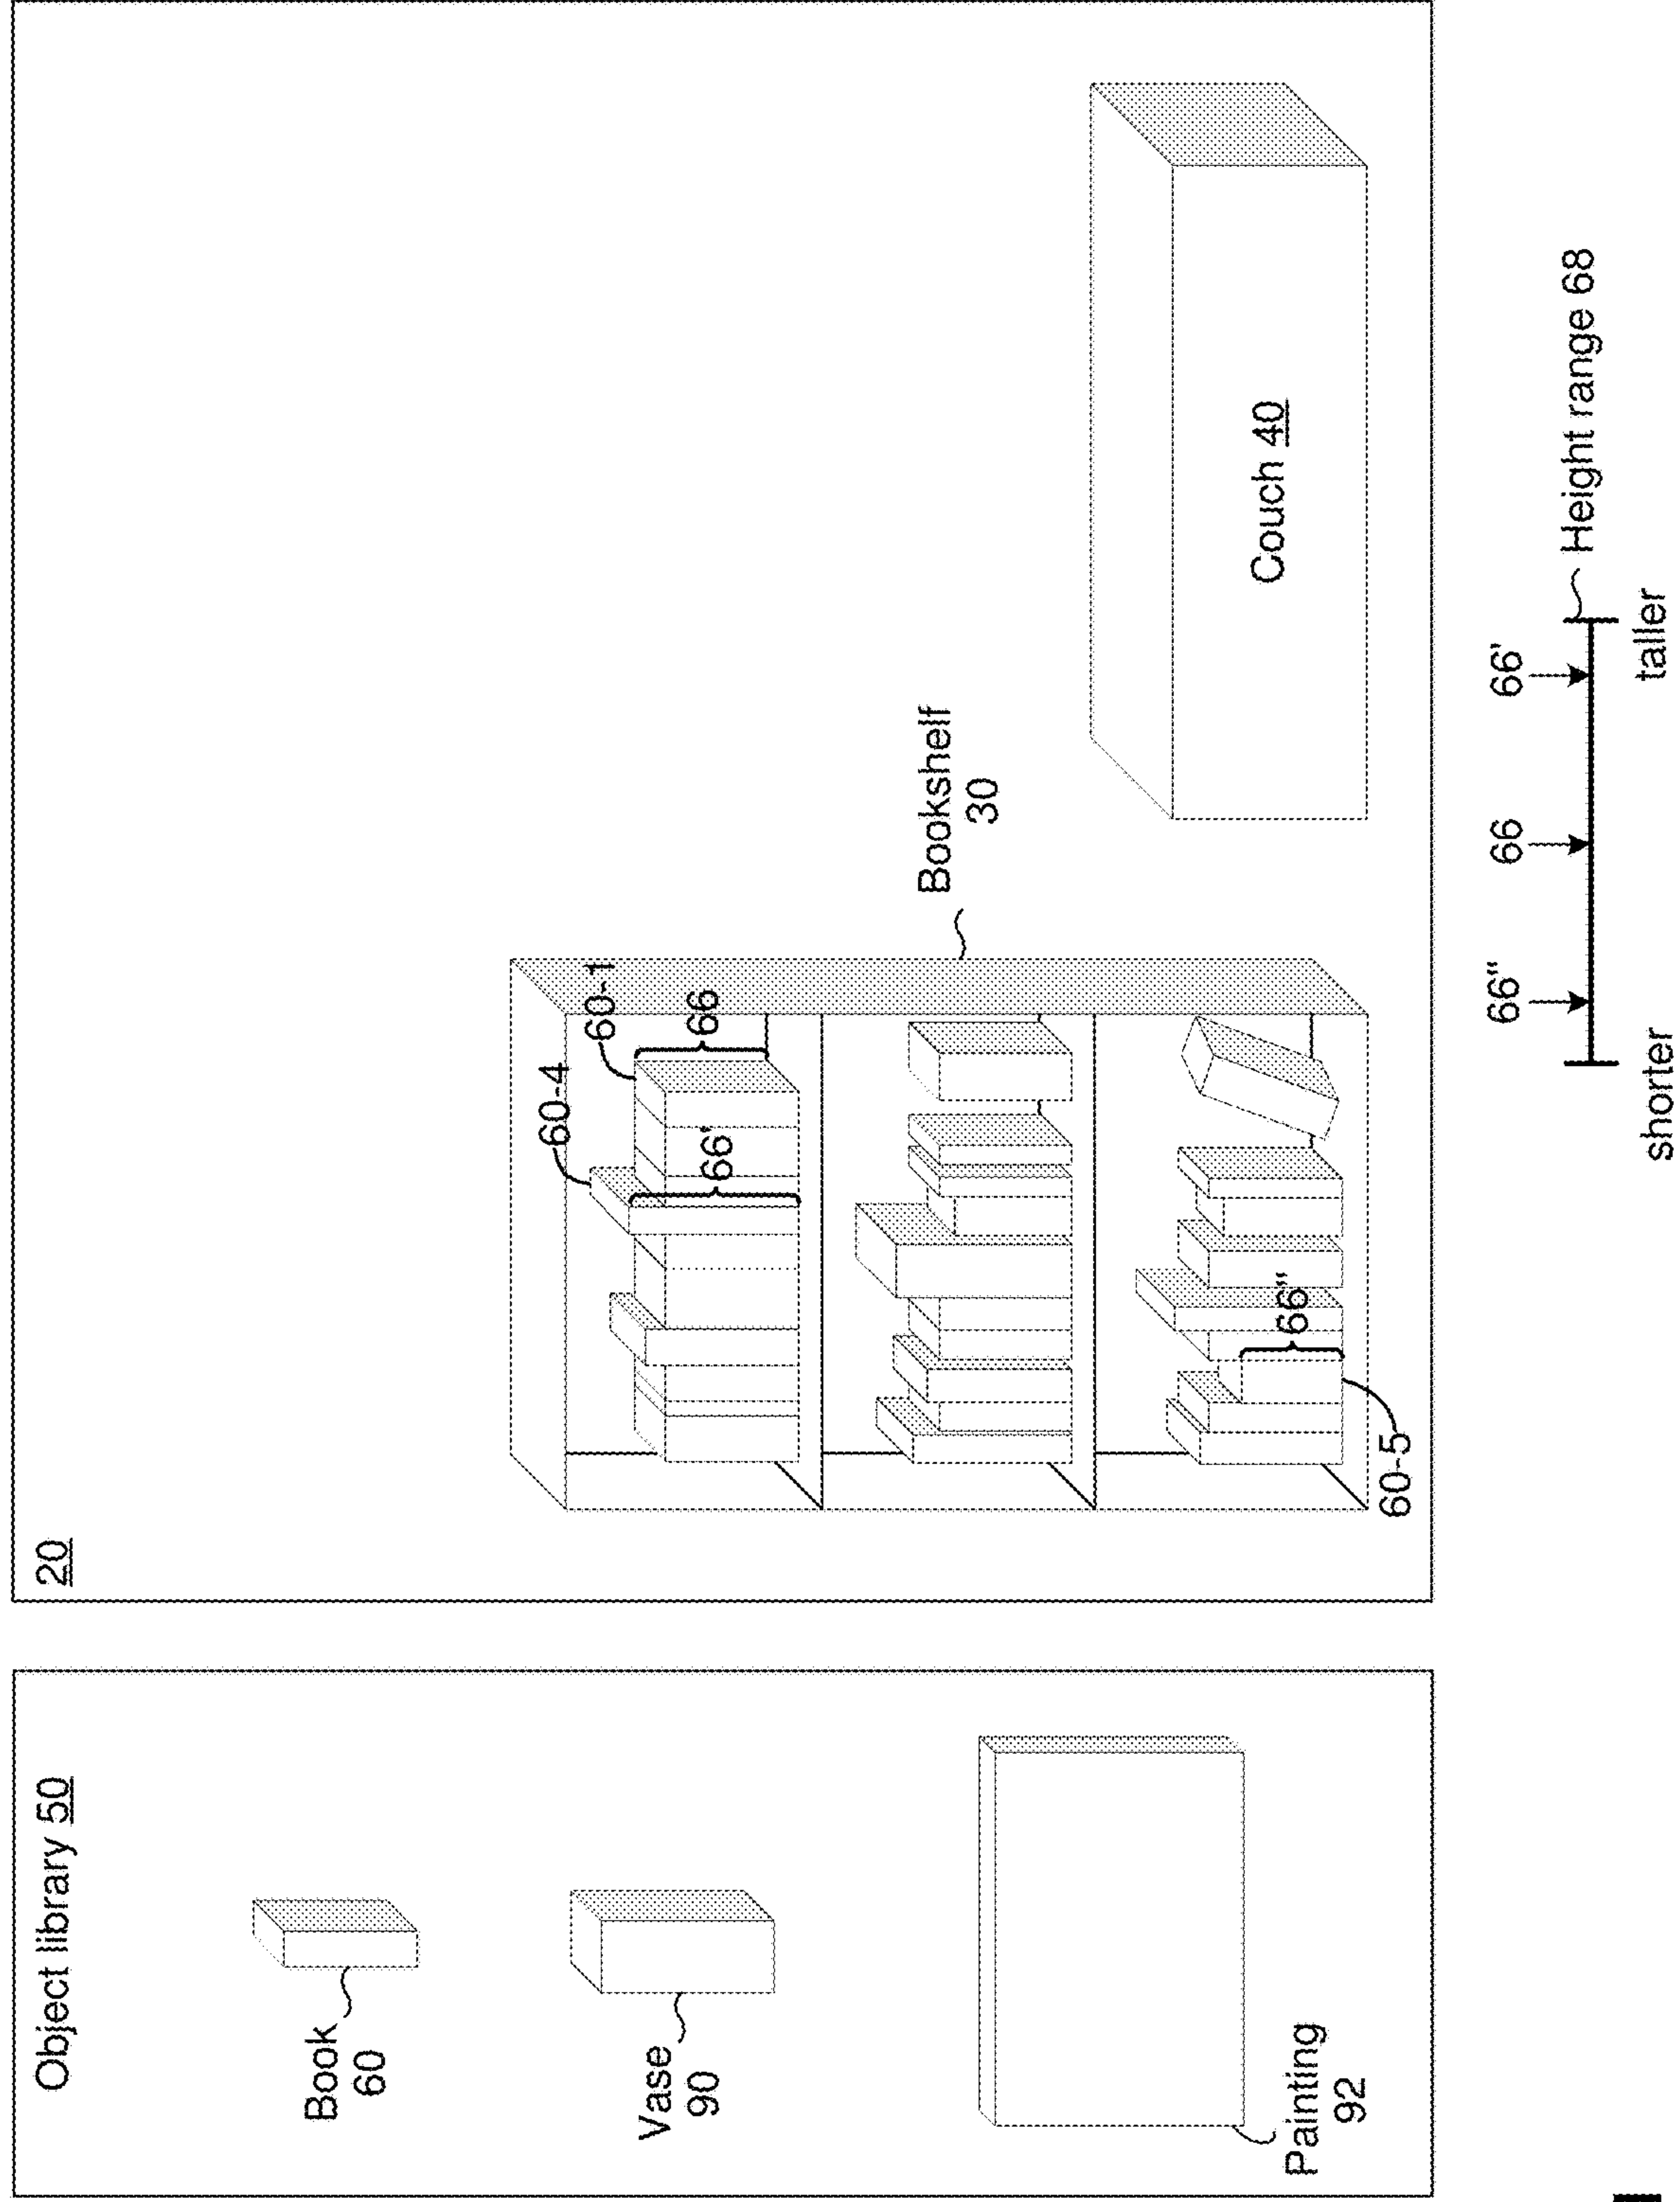 Object library 50
Book
60
Vase
90
Painting
92
20
60-4
60-1
66
66'
66"
60-5
Bookshelf
30
Couch 40
66"
66
66'
Height range 68
shorter
taller